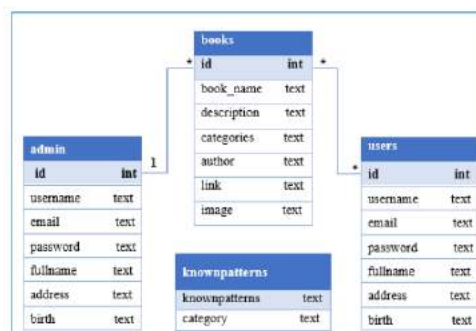 books
* id int *
book_name text
description text
categories text
author text
link text
image text
admin
1
id int
username text
email text
password text
fullname text
address text
birth text
users
* id int
username text
email text
password text
fullname text
address text
birth text
knownpatterns
knownpatterns text
category text